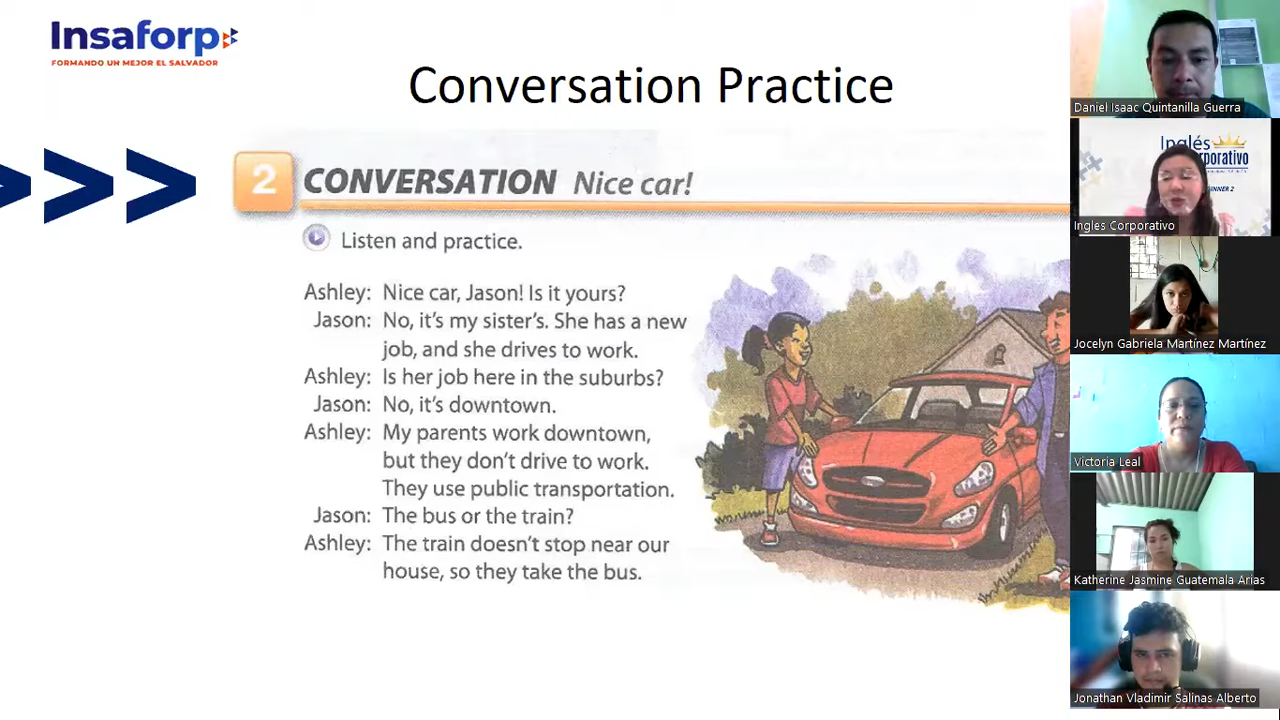 Insaforp
FORMANDO UN MEJOR EL SALVADOR
Conversation Practice
2 CONVERSATION Nice car!
Listen and practice.
Ashley: Nice car, Jason! Is it yours?
Jason: No, it's my sister's. She has a new
job, and she drives to work.
Ashley: Is her job here in the suburbs?
Jason: No, it's downtown.
Ashley: My parents work downtown,
but they don't drive to work.
They use public transportation.
Jason: The bus or the train?
Ashley: The train doesn't stop near our
house, so they take the bus.
Daniel Isaac Quintanilla Guerra
Inglés
Ingles Corporativo
Jocelyn Gabriela Martínez Martínez
Victoria Leal
Katherine Jasmine Guatemala Arias
Jonathan Vladimir Salinas Alberto